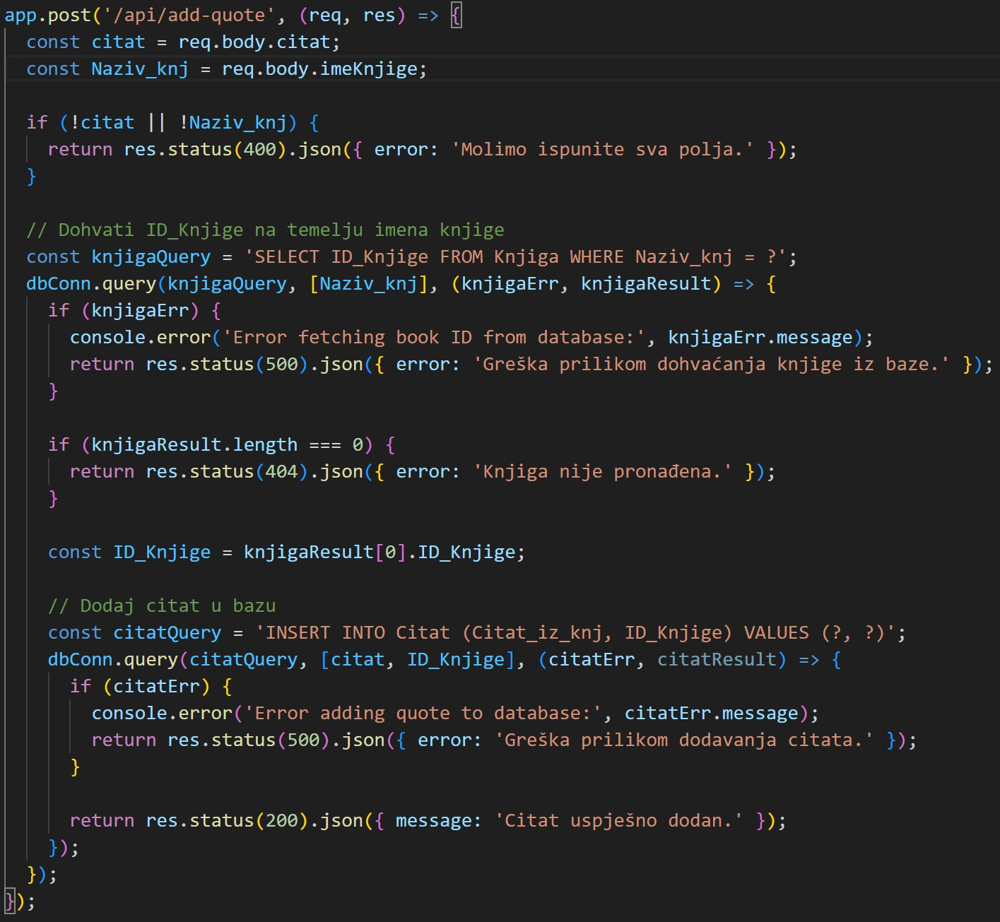 app.post('/api/add-quote', (req, res) => {
  const citat = req.body.citat;
  const Naziv_knj = req.body.imeKnjige;

  if (!citat || !Naziv_knj) {
    return res.status(400).json({ error: 'Molimo ispunite sva polja.' });
  }

  // Dohvati ID_Knjige na temelju imena knjige
  const knjigaQuery = 'SELECT ID_Knjige FROM Knjiga WHERE Naziv_knj = ?';
  dbConn.query(knjigaQuery, [Naziv_knj], (knjigaErr, knjigaResult) => {
    if (knjigaErr) {
      console.error('Error fetching book ID from database:', knjigaErr.message);
      return res.status(500).json({ error: 'Greška prilikom dohvaćanja knjige iz baze.' });
    }

    if (knjigaResult.length === 0) {
      return res.status(404).json({ error: 'Knjiga nije pronađena.' });
    }

    const ID_Knjige = knjigaResult[0].ID_Knjige;

    // Dodaj citat u bazu
    const citatQuery = 'INSERT INTO Citat (Citat_iz_knj, ID_Knjige) VALUES (?, ?)';
    dbConn.query(citatQuery, [citat, ID_Knjige], (citatErr, citatResult) => {
      if (citatErr) {
        console.error('Error adding quote to database:', citatErr.message);
        return res.status(500).json({ error: 'Greška prilikom dodavanja citata.' });
      }

      return res.status(200).json({ message: 'Citat uspješno dodan.' });
    });
  });
});